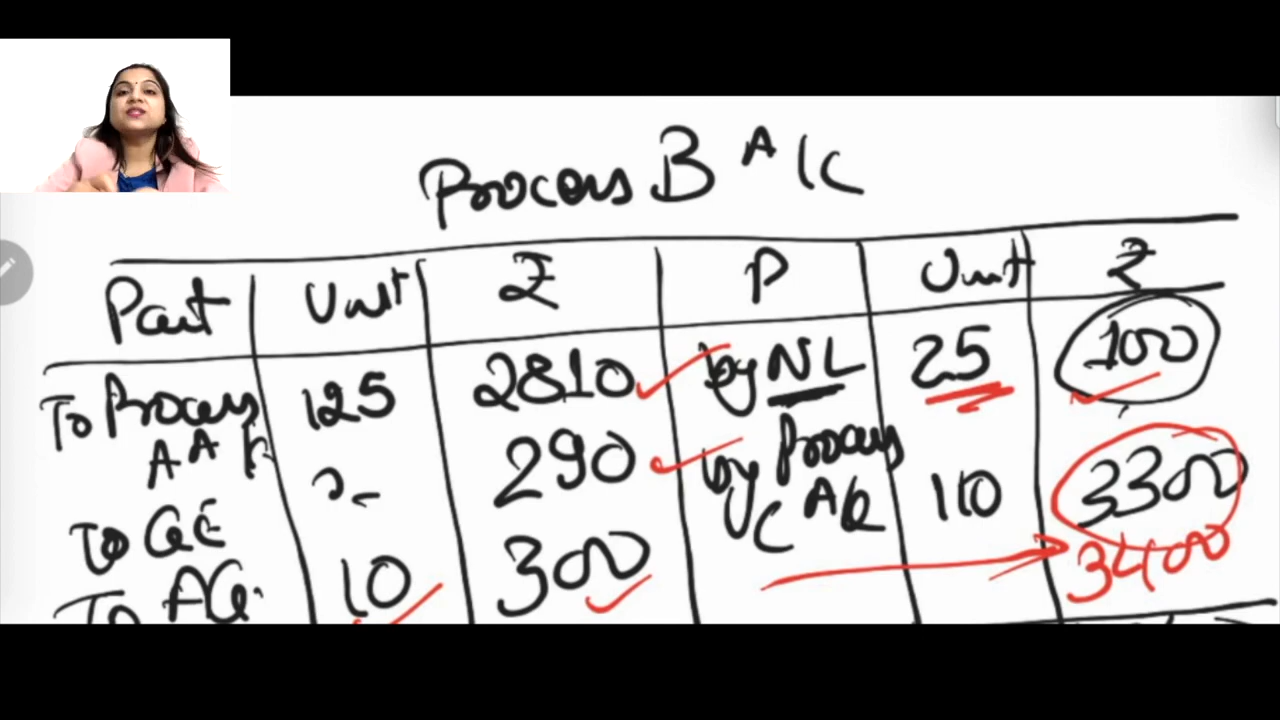 Process B A/C
Part Unit ₹ P Unit ₹
To Process 125 2810 by NL 25 100
A A
290 by Process
C A/C 110 3300
To GE
To AG. 10 300 3400